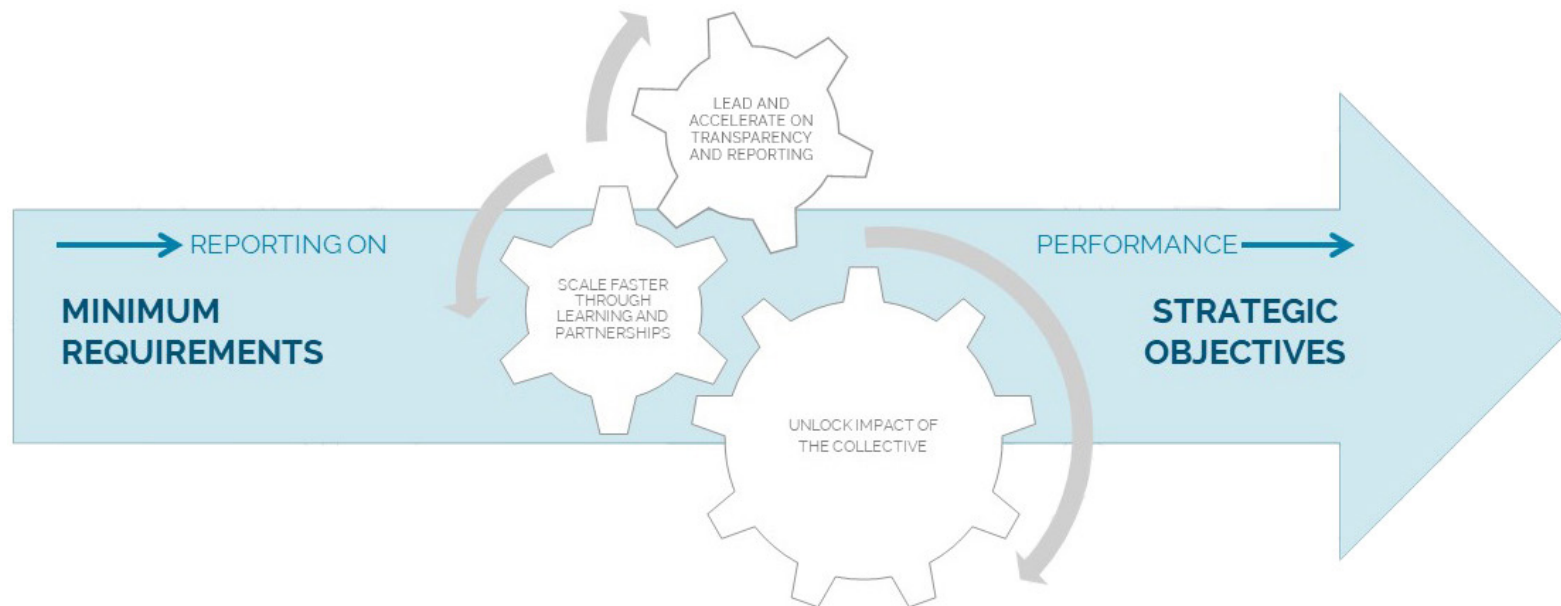 LEAD AND
ACCELERATE ON
TRANSPARENCY
AND REPORTING
REPORTING ON
MINIMUM
REQUIREMENTS
SCALE FASTER
THROUGH
LEARNING AND
PARTNERSHIPS
UNLOCK IMPACT OF
THE COLLECTIVE
PERFORMANCE
STRATEGIC
OBJECTIVES